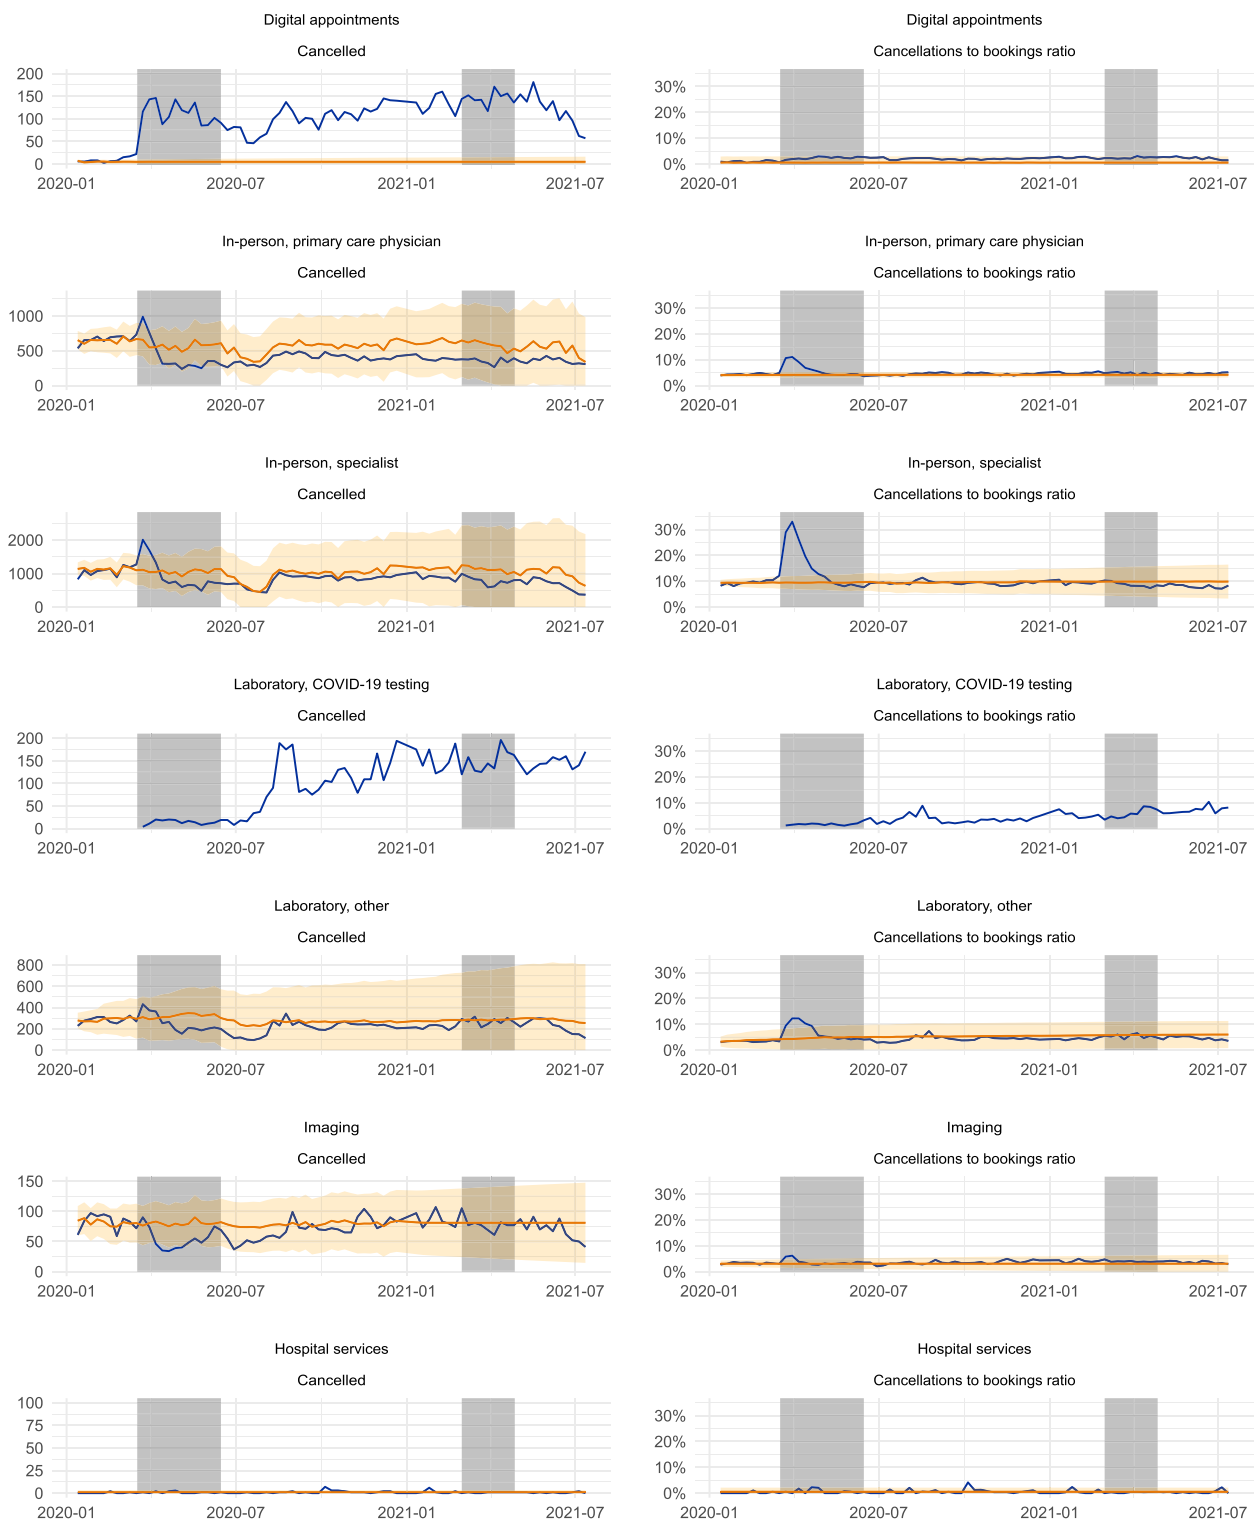 Digital appointments
Cancelled
200
150
100
50
0
2020-01 2020-07 2021-01 2021-07
Digital appointments
Cancellations to bookings ratio
30%
20%
10%
0%
2020-01 2020-07 2021-01 2021-07
In-person, primary care physician
Cancelled
1000
500
0
2020-01 2020-07 2021-01 2021-07
In-person, primary care physician
Cancellations to bookings ratio
30%
20%
10%
0%
2020-01 2020-07 2021-01 2021-07
In-person, specialist
Cancelled
2000
1000
0
2020-01 2020-07 2021-01 2021-07
In-person, specialist
Cancellations to bookings ratio
30%
20%
10%
0%
2020-01 2020-07 2021-01 2021-07
Laboratory, COVID-19 testing
Cancelled
200
150
100
50
0
2020-01 2020-07 2021-01 2021-07
Laboratory, COVID-19 testing
Cancellations to bookings ratio
30%
20%
10%
0%
2020-01 2020-07 2021-01 2021-07
Laboratory, other
Cancelled
800
600
400
200
0
2020-01 2020-07 2021-01 2021-07
Laboratory, other
Cancellations to bookings ratio
30%
20%
10%
0%
2020-01 2020-07 2021-01 2021-07
Imaging
Cancelled
150
100
50
0
2020-01 2020-07 2021-01 2021-07
Imaging
Cancellations to bookings ratio
30%
20%
10%
0%
2020-01 2020-07 2021-01 2021-07
Hospital services
Cancelled
100
75
50
25
0
2020-01 2020-07 2021-01 2021-07
Hospital services
Cancellations to bookings ratio
30%
20%
10%
0%
2020-01 2020-07 2021-01 2021-07